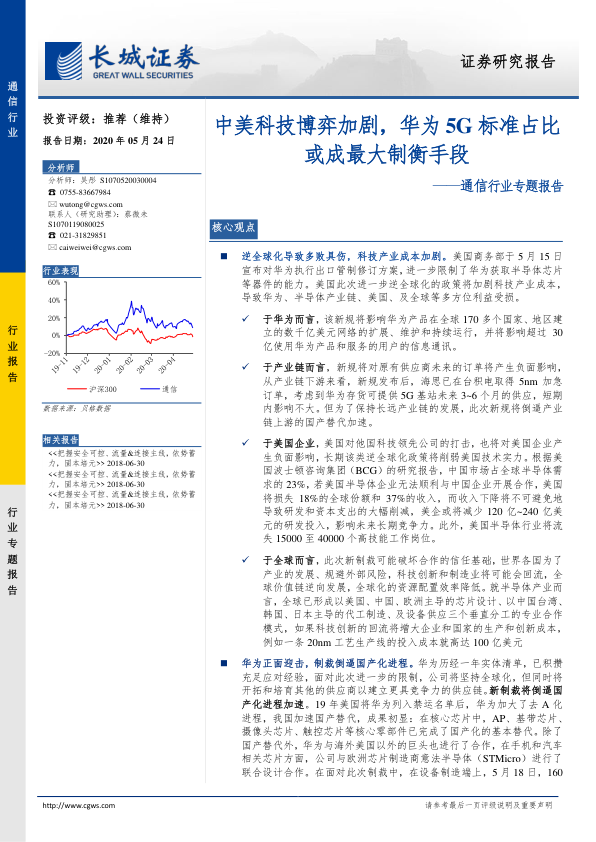 长城证券
GREAT WALL SECURITIES
证券研究报告
通信行业
行业报告
行业专题报告
投资评级：推荐（维持）
报告日期：2020 年 05 月 24 日
分析师
分析师：吴彤 S1070520030004
☎ 0755-83667984
✉ wutong@cgws.com
联系人（研究助理）：蔡微未
S1070119080025
☎ 021-31829851
✉ caiweiwei@cgws.com
行业表现
60%
40%
20%
0%
−20%
19-11
19-12
20-01
20-02
20-03
20-04
沪深300
通信
数据来源：贝格数据
相关报告
<<把握安全可控、流量&连接主线，依势蓄
力，固本培元>> 2018-06-30
<<把握安全可控、流量&连接主线，依势蓄
力，固本培元>> 2018-06-30
<<把握安全可控、流量&连接主线，依势蓄
力，固本培元>> 2018-06-30
中美科技博弈加剧，华为 5G 标准占比
或成最大制衡手段
——通信行业专题报告
核心观点
■ 逆全球化导致多败具伤，科技产业成本加剧。美国商务部于 5 月 15 日
宣布对华为执行出口管制修订方案，进一步限制了华为获取半导体芯片
等器件的能力。美国此次进一步逆全球化的政策将加剧科技产业成本，
导致华为、半导体产业链、美国、及全球等多方位利益受损。
✓ 于华为而言，该新规将影响华为产品在全球 170 多个国家、地区建
立的数千亿美元网络的扩展、维护和持续运行，并将影响超过 30
亿使用华为产品和服务的用户的信息通讯。
✓ 于产业链而言，新规将对原有供应商未来的订单将产生负面影响，
从产业链下游来看，新规发布后，海思已在台积电取得 5nm 加急
订单，考虑到华为存货可提供 5G 基站未来 3~6 个月的供应，短期
内影响不大。但为了保持长远产业链的发展，此次新规将倒逼产业
链上游的国产替代加速。
✓ 于美国企业，美国对他国科技领先公司的打击，也将对美国企业产
生负面影响，长期该类逆全球化政策将削弱美国技术实力。根据美
国波士顿咨询集团（BCG）的研究报告，中国市场占全球半导体需
求的 23%，若美国半导体企业无法顺利与中国企业开展合作，美国
将损失 18%的全球份额和 37%的收入，而收入下降将不可避免地
导致研发和资本支出的大幅削减，美企或将减少 120 亿~240 亿美
元的研发投入，影响未来长期竞争力。此外，美国半导体行业将流
失 15000 至 40000 个高技能工作岗位。
✓ 于全球而言，此次新制裁可能破坏合作的信任基础，世界各国为了
产业的发展、规避外部风险，科技创新和制造业将可能会回流，全
球价值链逆向发展，全球化的资源配置效率降低。就半导体产业而
言，全球已形成以美国、中国、欧洲主导的芯片设计、以中国台湾、
韩国、日本主导的代工制造、及设备供应三个垂直分工的专业合作
模式，如果科技创新的回流将增大企业和国家的生产和创新成本，
例如一条 20nm 工艺生产线的投入成本就高达 100 亿美元
■ 华为正面迎击，制裁倒逼国产化进程。华为历经一年实体清单，已积攒
充足应对经验，面对此次进一步的限制，公司将坚持全球化，但同时将
开拓和培育其他的供应商以建立更具竞争力的供应链。新制裁将倒逼国
产化进程加速。19 年美国将华为列入禁运名单后，华为加大了去 A 化
进程，我国加速国产替代，成果初显：在核心芯片中，AP、基带芯片、
摄像头芯片、触控芯片等核心零部件已完成了国产化的基本替代。除了
国产替代外，华为与海外美国以外的巨头也进行了合作，在手机和汽车
相关芯片方面，公司与欧洲芯片制造商意法半导体（STMicro）进行了
联合设计合作。在面对此次制裁中，在设备制造端上，5 月 18 日，160
http://www.cgws.com
请参考最后一页评级说明及重要声明